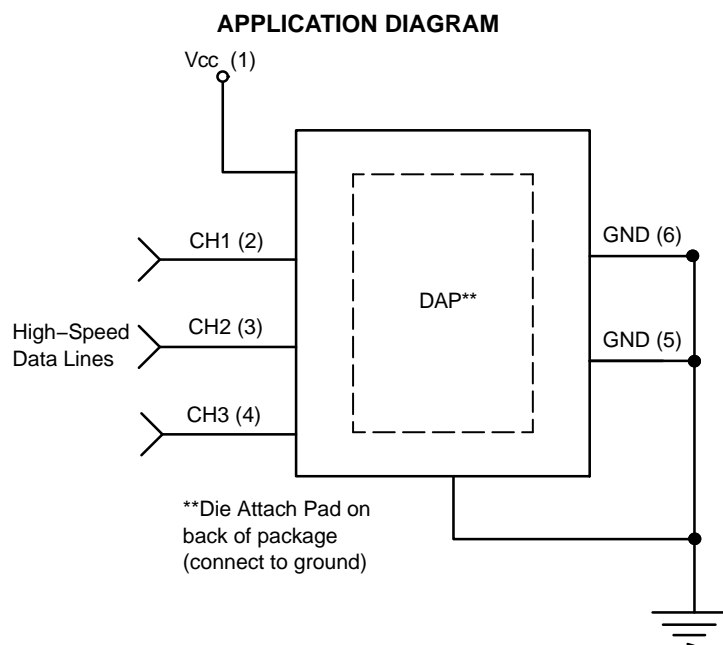 APPLICATION DIAGRAM
Vcc (1)
CH1 (2)
GND (6)
DAP**
High−Speed
Data Lines
CH2 (3)
GND (5)
CH3 (4)
**Die Attach Pad on
back of package
(connect to ground)